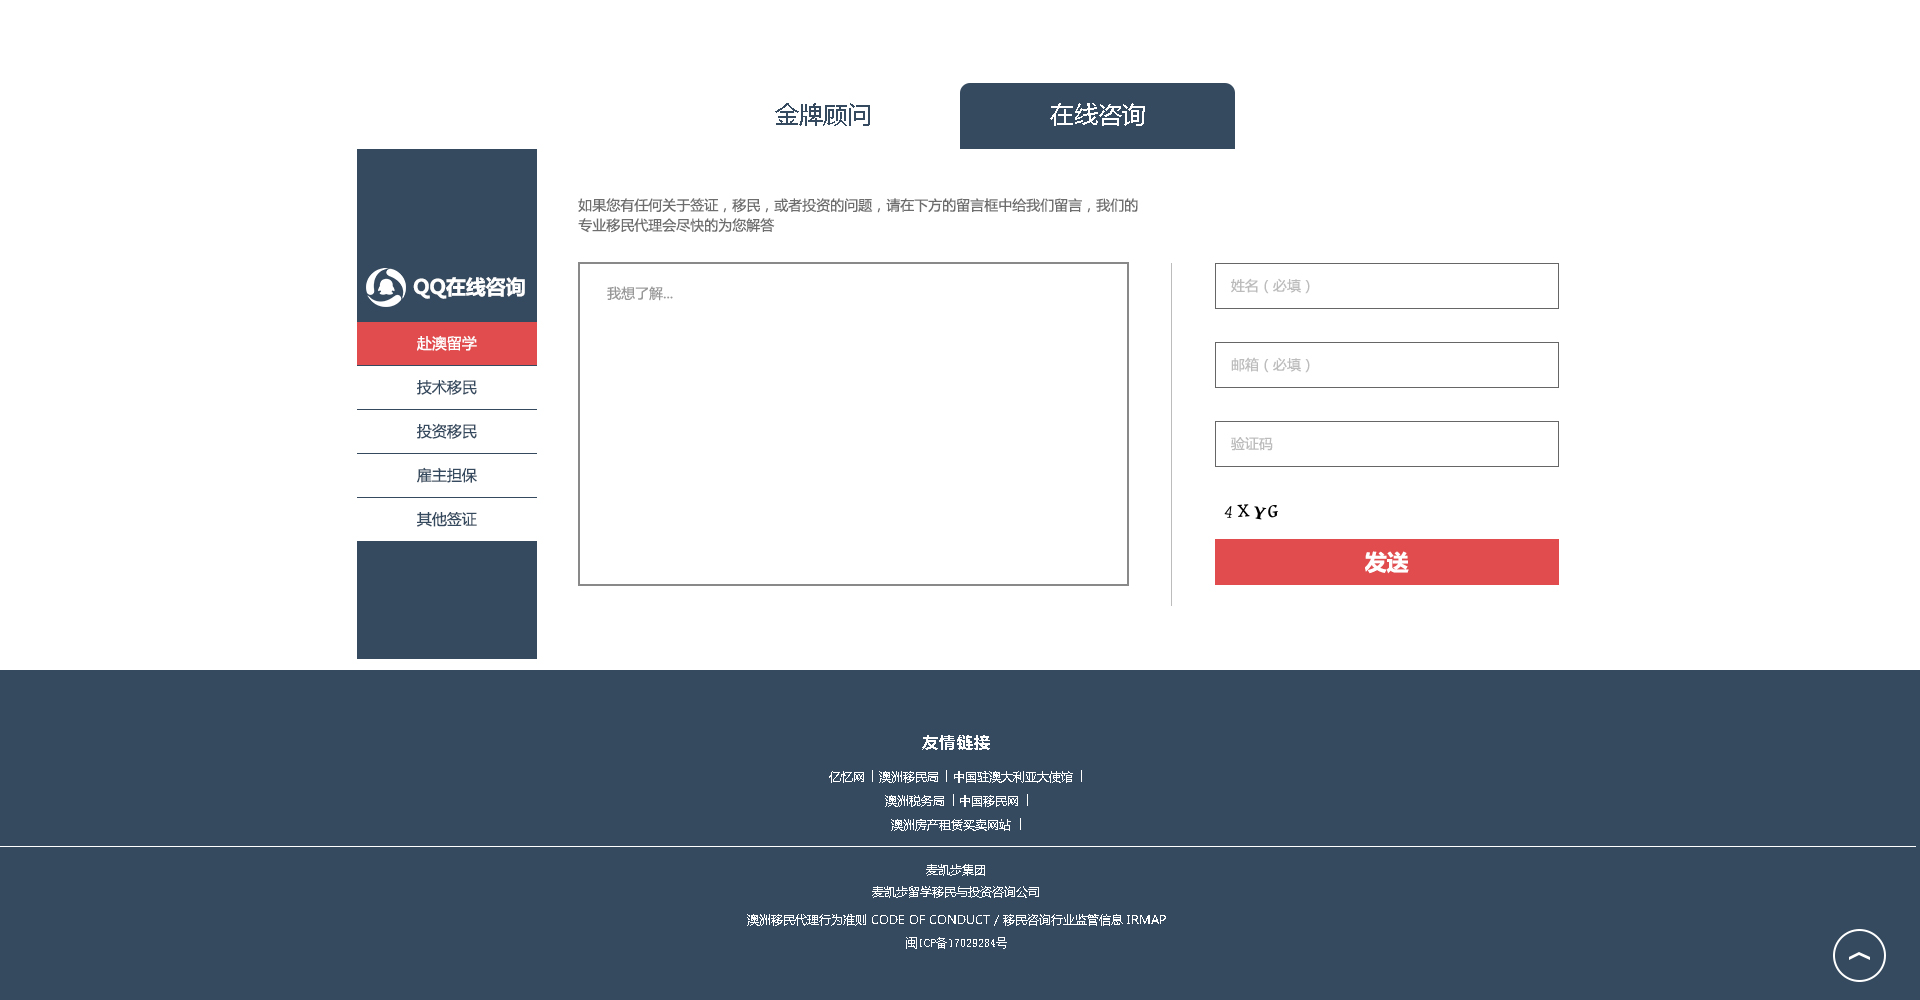 金牌顾问
在线咨询
QQ在线咨询
赴澳留学
技术移民
投资移民
雇主担保
其他签证
如果您有任何关于签证，移民，或者投资的问题，请在下方的留言框中给我们留言，我们的
专业移民代理会尽快的为您解答
我想了解...
姓名（必填）
邮箱（必填）
验证码
4XYG
发送
友情链接
亿忆网 | 澳洲移民局 | 中国驻澳大利亚大使馆 |
澳洲税务局 | 中国移民网 |
澳洲房产租赁买卖网站 |
麦凯步集团
麦凯步留学移民与投资咨询公司
澳洲移民代理行为准则 CODE OF CONDUCT / 移民咨询行业监管信息 IRMAP
闽ICP备17029284号